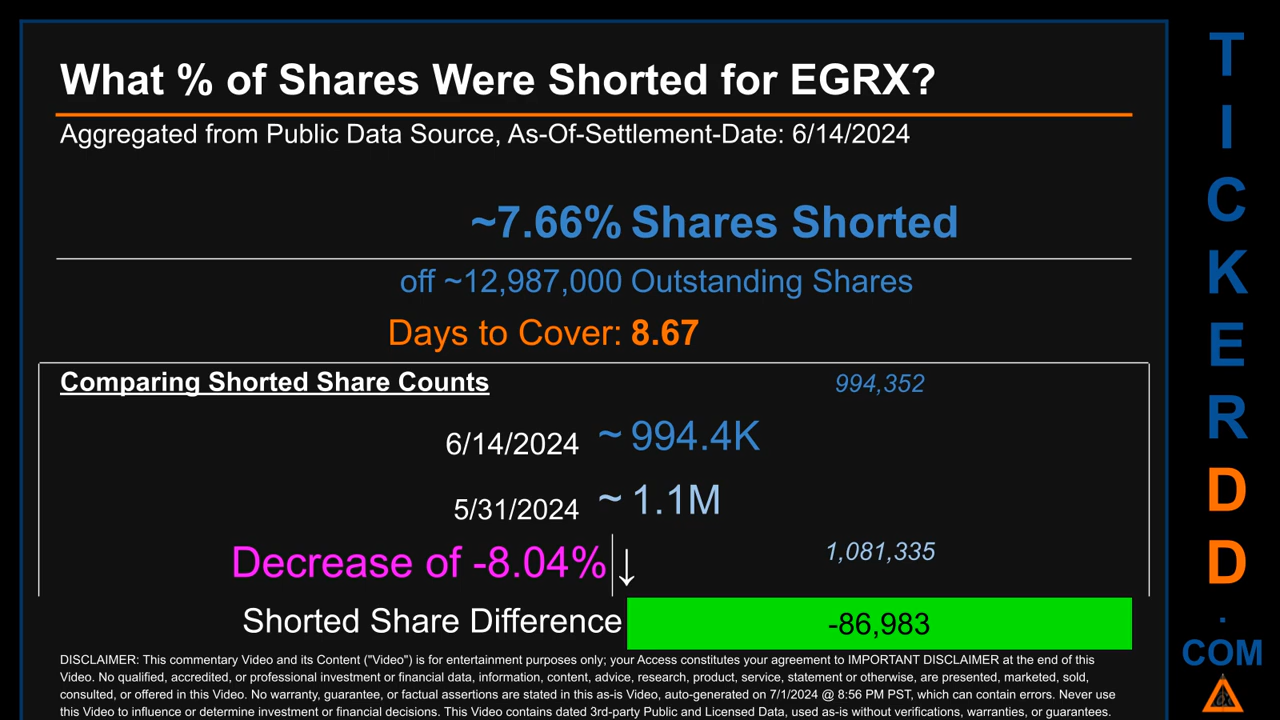 What % of Shares Were Shorted for EGRX?
Aggregated from Public Data Source, As-Of-Settlement-Date: 6/14/2024
~7.66% Shares Shorted
off ~12,987,000 Outstanding Shares
Days to Cover: 8.67
Comparing Shorted Share Counts
994,352
6/14/2024 ~ 994.4K
5/31/2024 ~ 1.1M
1,081,335
Decrease of -8.04% ↓
Shorted Share Difference -86,983
DISCLAIMER: This commentary Video and its Content ("Video") is for entertainment purposes only; your Access constitutes your agreement to IMPORTANT DISCLAIMER at the end of this
Video. No qualified, accredited, or professional investment or financial data, information, content, advice, research, product, service, statement or otherwise, are presented, marketed, sold,
consulted, or offered in this Video. No warranty, guarantee, or factual assertions are stated in this as-is Video, auto-generated on 7/1/2024 @ 8:56 PM PST, which can contain errors. Never use
this Video to influence or determine investment or financial decisions. This Video contains dated 3rd-party Public and Licensed Data, used as-is without verifications, warranties, or guarantees.
T
I
C
K
E
R
D
D
.
COM